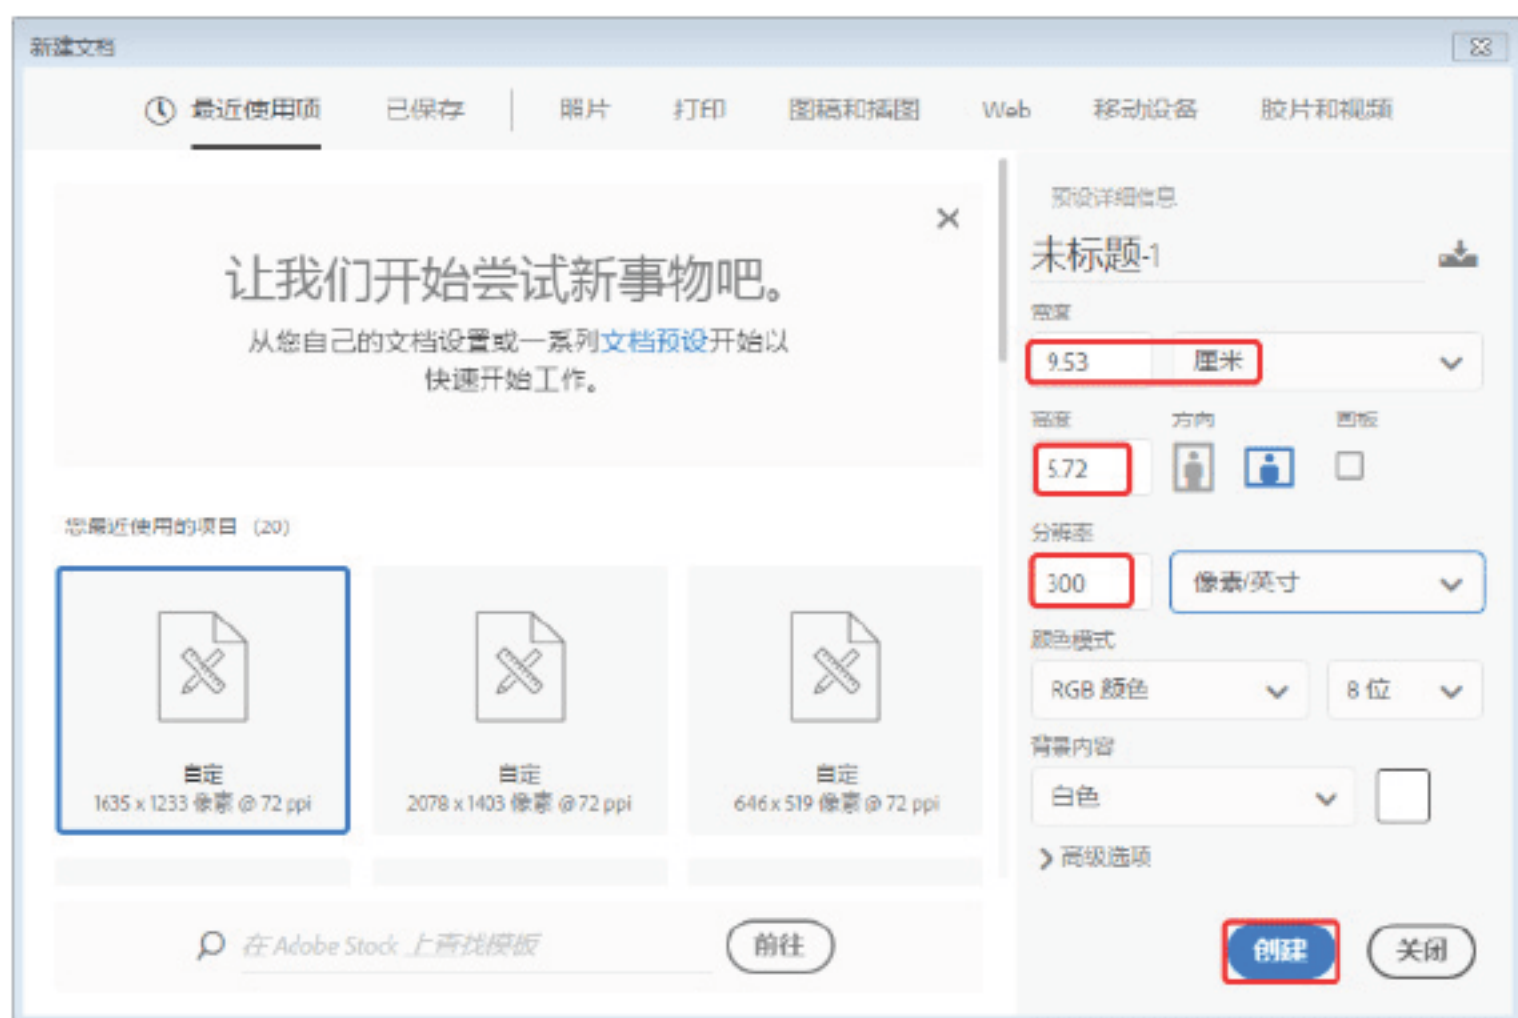 新建文档
最近使用项 已保存 照片 打印 图稿和插图 Web 移动设备 胶片和视频
让我们开始尝试新事物吧。
从您自己的文档设置或一系列文档预设开始以
快速开始工作。
您最近使用的项目 (20)
自定
1635 x 1233 像素 @ 72 ppi
自定
2078 x 1403 像素 @ 72 ppi
自定
646 x 519 像素 @ 72 ppi
在 Adobe Stock 上查找模板
前往
预设详细信息
未标题-1
宽度
9.53 厘米
高度 方向 画板
5.72
分辨率
300 像素/英寸
颜色模式
RGB 颜色 8 位
背景内容
白色
高级选项
创建 关闭